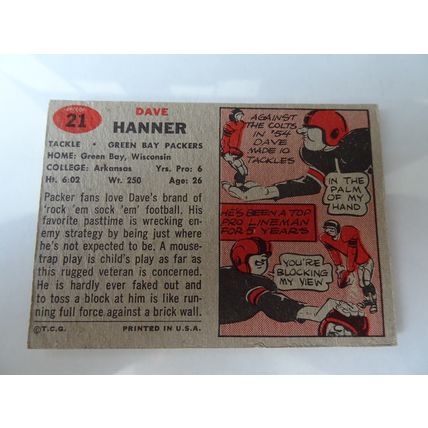 21
DAVE
HANNER
TACKLE • GREEN BAY PACKERS
HOME: Green Bay, Wisconsin
COLLEGE: Arkansas Yrs. Pro: 6
Ht. 6:02 Wt. 250 Age: 26
Packer fans love Dave's brand of
'rock 'em sock 'em' football. His
favorite pastime is wrecking en-
emy strategy by being just where
he's not expected to be. A mouse-
trap play is child's play as far as
this rugged veteran is concerned.
He is hardly ever faked out and
to toss a block at him is like run-
ning full force against a brick wall.
©T.C.G. PRINTED IN U.S.A.
AGAINST
THE COLTS
IN '54
DAVE
MADE 10
TACKLES
IN THE
PALM OF
MY
HAND
HE'S BEEN A TOP
PRO LINEMAN
FOR 5 YEAR'S
YOU'RE
BLOCKING
MY VIEW